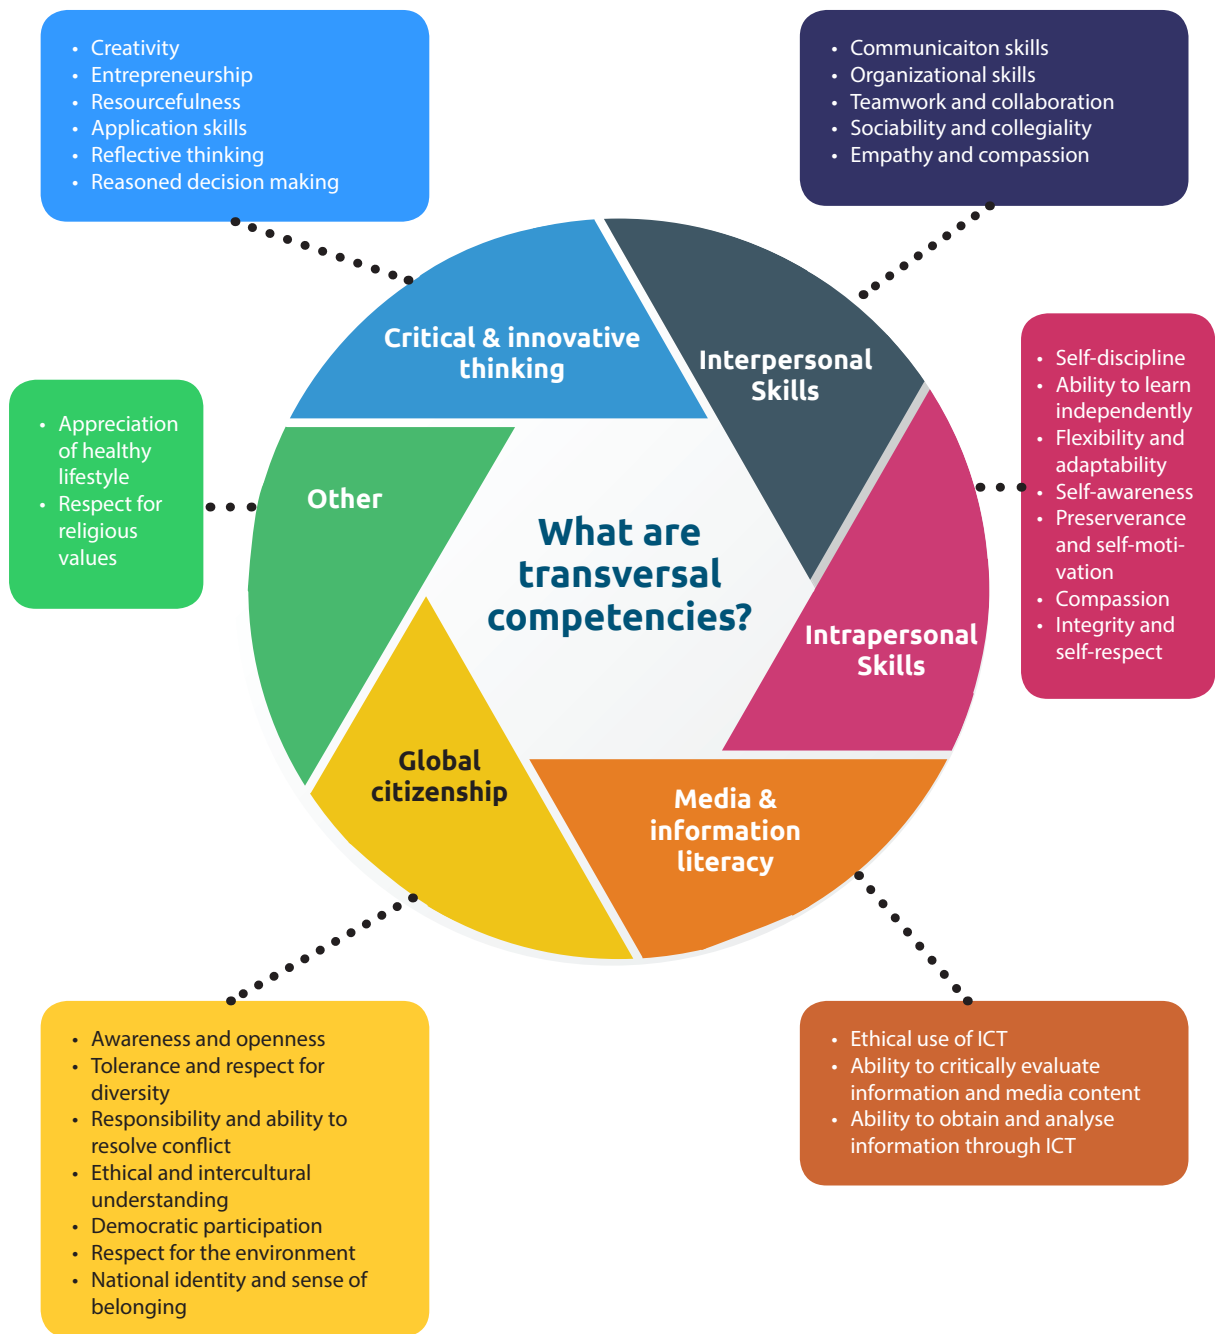 • Creativity
• Entrepreneurship
• Resourcefulness
• Application skills
• Reflective thinking
• Reasoned decision making
• Communicaiton skills
• Organizational skills
• Teamwork and collaboration
• Sociability and collegiality
• Empathy and compassion
Critical & innovative
thinking
Interpersonal
Skills
• Self-discipline
• Ability to learn
independently
• Flexibility and
adaptability
• Self-awareness
• Preserverance
and self-moti-
vation
• Compassion
• Integrity and
self-respect
• Appreciation
of healthy
lifestyle
• Respect for
religious
values
Other
What are
transversal
competencies?
Intrapersonal
Skills
Global
citizenship
Media &
information
literacy
• Awareness and openness
• Tolerance and respect for
diversity
• Responsibility and ability to
resolve conflict
• Ethical and intercultural
understanding
• Democratic participation
• Respect for the environment
• National identity and sense of
belonging
• Ethical use of ICT
• Ability to critically evaluate
information and media content
• Ability to obtain and analyse
information through ICT